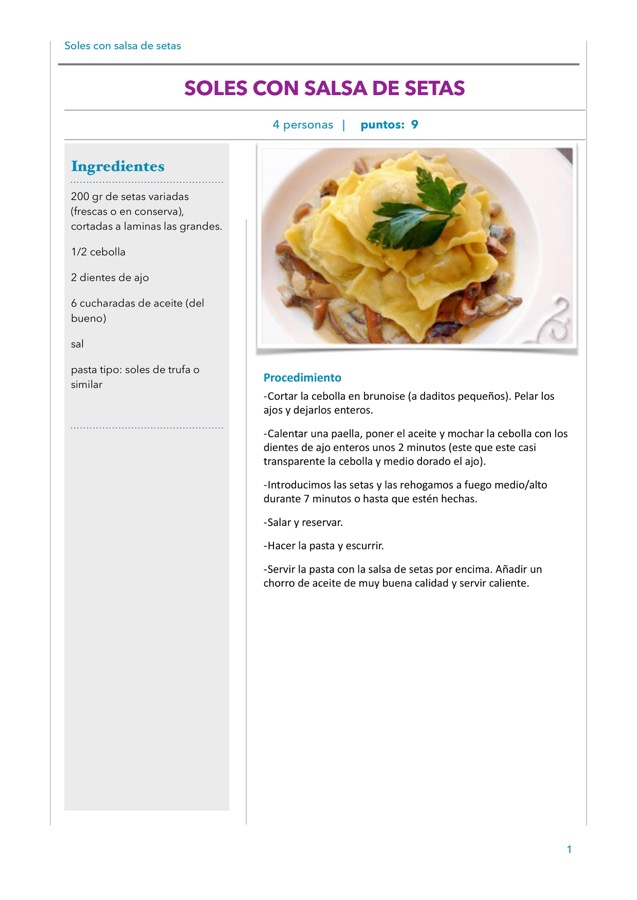 Soles con salsa de setas
SOLES CON SALSA DE SETAS
4 personas | puntos: 9
Ingredientes
200 gr de setas variadas
(frescas o en conserva),
cortadas a laminas las grandes.
1/2 cebolla
2 dientes de ajo
6 cucharadas de aceite (del
bueno)
sal
pasta tipo: soles de trufa o
similar
Procedimiento
-Cortar la cebolla en brunoise (a daditos pequeños). Pelar los
ajos y dejarlos enteros.
-Calentar una paella, poner el aceite y mochar la cebolla con los
dientes de ajo enteros unos 2 minutos (este que este casi
transparente la cebolla y medio dorado el ajo).
-Introducimos las setas y las rehogamos a fuego medio/alto
durante 7 minutos o hasta que estén hechas.
-Salar y reservar.
-Hacer la pasta y escurrir.
-Servir la pasta con la salsa de setas por encima. Añadir un
chorro de aceite de muy buena calidad y servir caliente.
1